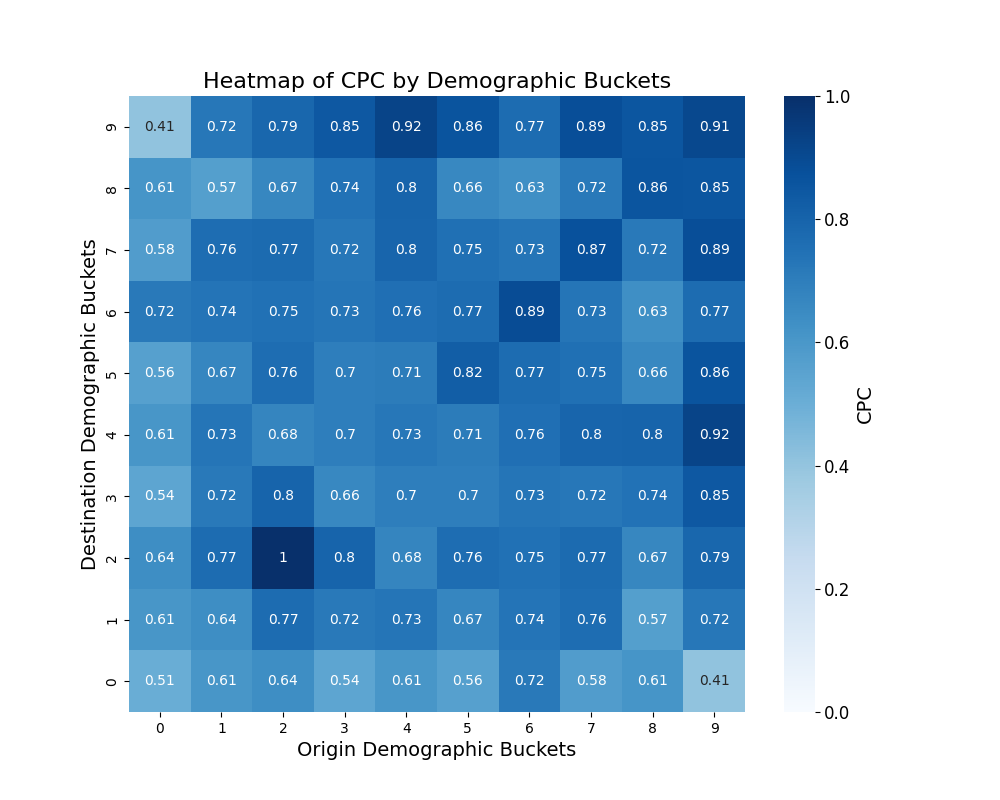 Heatmap of CPC by Demographic Buckets
9 0.41 0.72 0.79 0.85 0.92 0.86 0.77 0.89 0.85 0.91
8 0.61 0.57 0.67 0.74 0.8 0.66 0.63 0.72 0.86 0.85
7 0.58 0.76 0.77 0.72 0.8 0.75 0.73 0.87 0.72 0.89
6 0.72 0.74 0.75 0.73 0.76 0.77 0.89 0.73 0.63 0.77
5 0.56 0.67 0.76 0.7 0.71 0.82 0.77 0.75 0.66 0.86
4 0.61 0.73 0.68 0.7 0.73 0.71 0.76 0.8 0.8 0.92
3 0.54 0.72 0.8 0.66 0.7 0.7 0.73 0.72 0.74 0.85
2 0.64 0.77 1 0.8 0.68 0.76 0.75 0.77 0.67 0.79
1 0.61 0.64 0.77 0.72 0.73 0.67 0.74 0.76 0.57 0.72
0 0.51 0.61 0.64 0.54 0.61 0.56 0.72 0.58 0.61 0.41
0 1 2 3 4 5 6 7 8 9
Origin Demographic Buckets
Destination Demographic Buckets
1.0
0.8
0.6
0.4
0.2
0.0
CPC